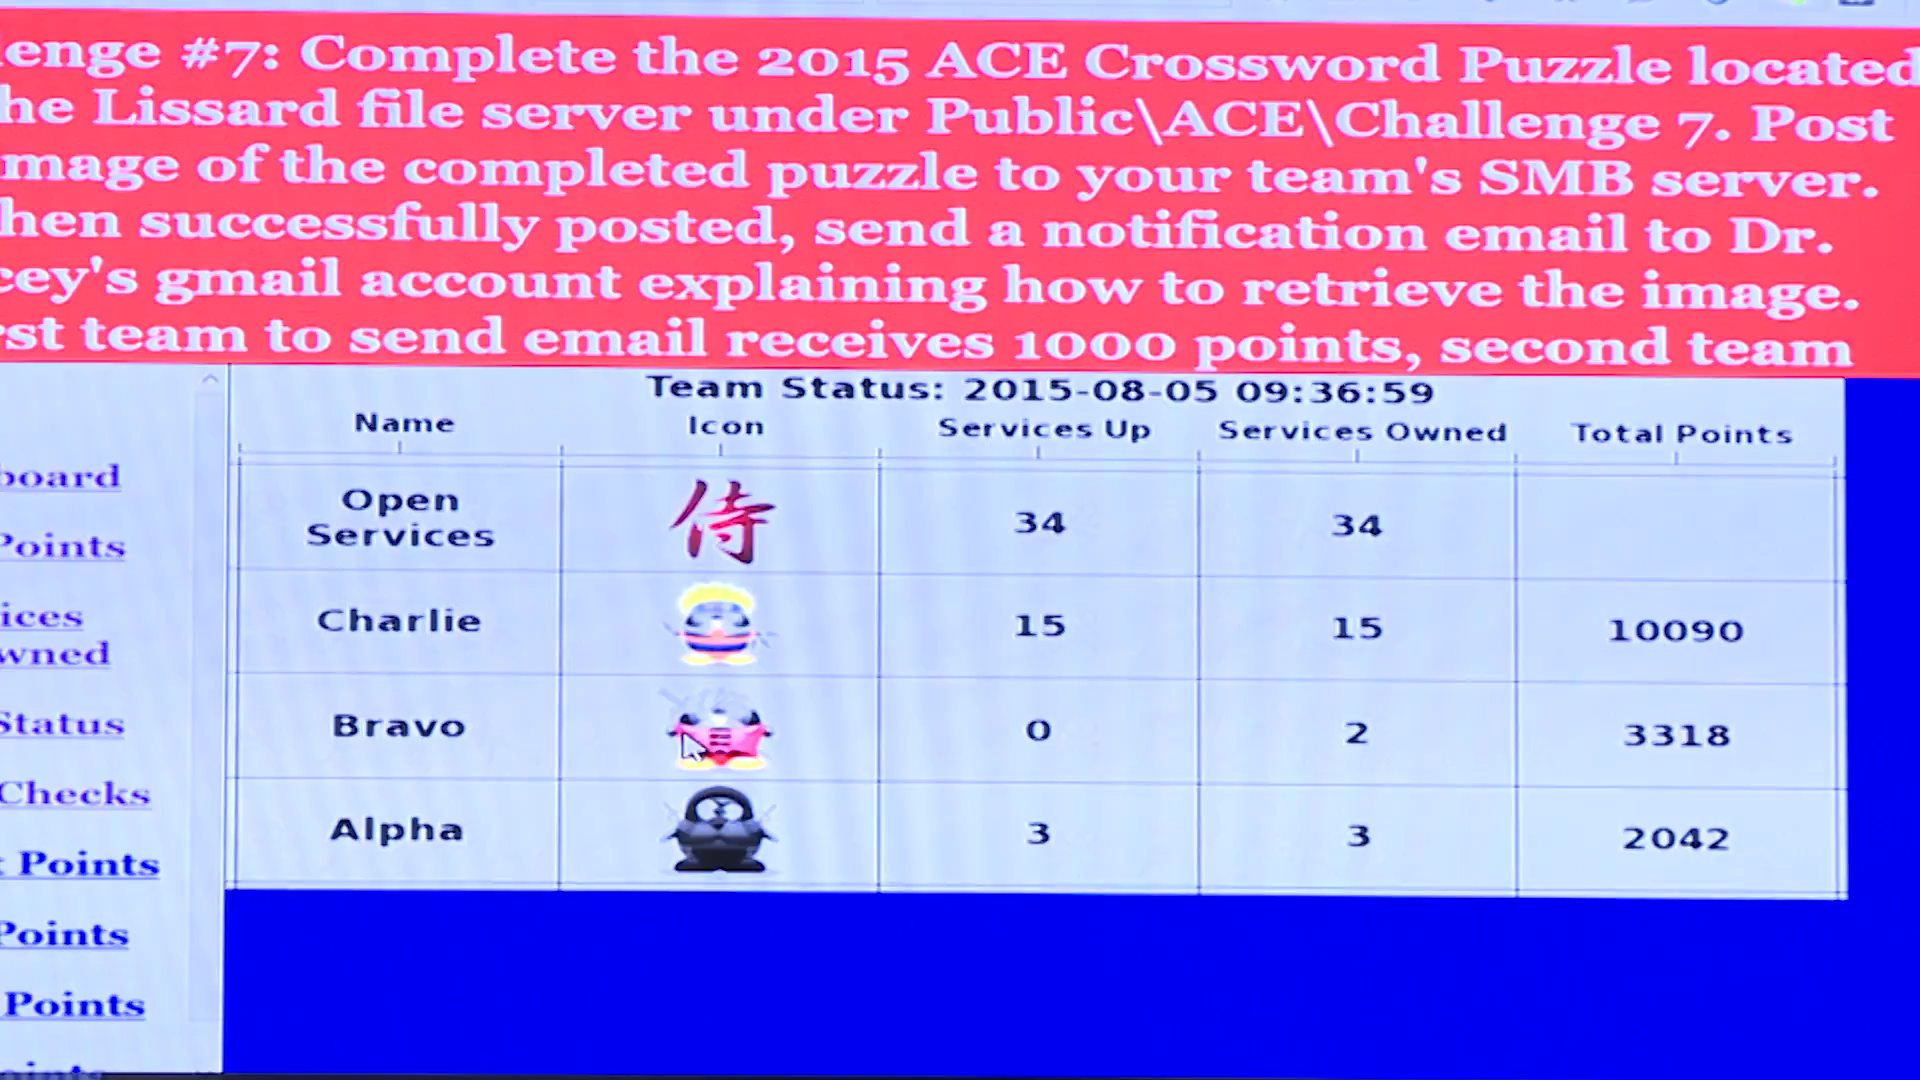 lenge #7: Complete the 2015 ACE Crossword Puzzle located
he Lissard file server under Public\ACE\Challenge 7. Post
mage of the completed puzzle to your team's SMB server.
hen successfully posted, send a notification email to Dr.
cey's gmail account explaining how to retrieve the image.
rst team to send email receives 1000 points, second team
Team Status: 2015-08-05 09:36:59
Name Icon Services Up Services Owned Total Points
Open Services 侍 34 34
Charlie 15 15 10090
Bravo 0 2 3318
Alpha 3 3 2042
board
Points
ices
wned
Status
Checks
Points
Points
Points
oints